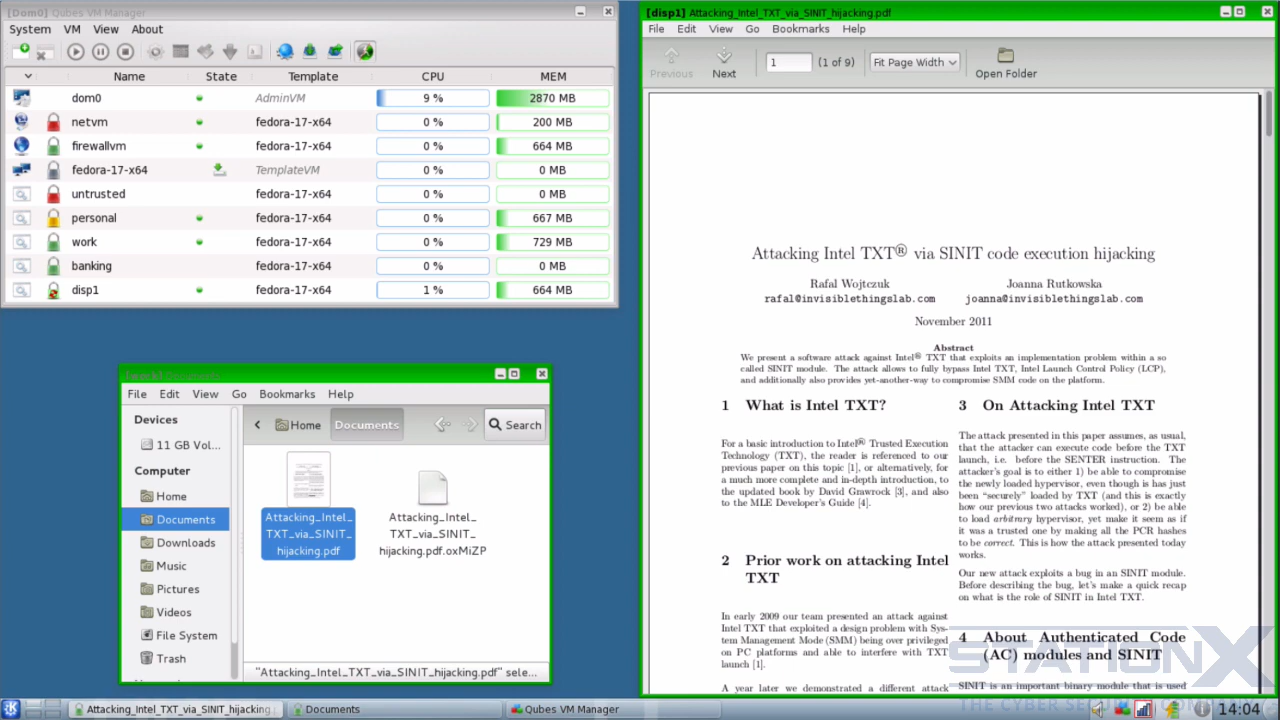 [Dom0] Qubes VM Manager
System VM View About
Name State Template CPU MEM
dom0 AdminVM 9 % 2870 MB
netvm fedora-17-x64 0 % 200 MB
firewallvm fedora-17-x64 0 % 664 MB
fedora-17-x64 TemplateVM 0 % 0 MB
untrusted fedora-17-x64 0 % 0 MB
personal fedora-17-x64 0 % 667 MB
work fedora-17-x64 0 % 729 MB
banking fedora-17-x64 0 % 0 MB
disp1 fedora-17-x64 1 % 664 MB
Documents
File Edit View Go Bookmarks Help
Devices
11 GB Vol...
Computer
Home
Documents
Downloads
Music
Pictures
Videos
File System
Trash
Home Documents Search
Attacking_Intel_
TXT_via_SINIT_
hijacking.pdf
Attacking_Intel_
TXT_via_SINIT_
hijacking.pdf.oxMiZP
"Attacking_Intel_TXT_via_SINIT_hijacking.pdf" sele...
[disp1] Attacking_Intel_TXT_via_SINIT_hijacking.pdf
File Edit View Go Bookmarks Help
Previous Next 1 (1 of 9) Fit Page Width Open Folder
Attacking Intel TXT® via SINIT code execution hijacking
Rafal Wojtczuk Joanna Rutkowska
rafal@invisiblethingslab.com joanna@invisiblethingslab.com
November 2011
Abstract
We present a software attack against Intel® TXT that exploits an implementation problem within a so
called SINIT module. The attack allows to fully bypass Intel TXT, Intel Launch Control Policy (LCP),
and additionally also provides yet-another-way to compromise SMM code on the platform.
1 What is Intel TXT?
For a basic introduction to Intel® Trusted Execution
Technology (TXT), the reader is referenced to our
previous paper on this topic [1], or alternatively, for
a much more complete and in-depth introduction, to
the updated book by David Grawrock [3], and also
to the MLE Developer's Guide [4].
2 Prior work on attacking Intel
TXT
In early 2009 our team presented an attack against
Intel TXT that exploited a design problem with Sys-
tem Management Mode (SMM) being over privileged
on PC platforms and able to interfere with TXT
launch [1].
A year later we demonstrated a different attack
3 On Attacking Intel TXT
The attack presented in this paper assumes, as usual,
that the attacker can execute code before the TXT
launch, i.e. before the SENTER instruction. The
attacker's goal is to either 1) be able to compromise
the newly loaded hypervisor, even though is has just
been “securely” loaded by TXT (and this is exactly
how our previous two attacks worked), or 2) be able
to load arbitrary hypervisor, yet make it seem as if
it was a trusted one by making all the PCR hashes
to be correct. This is how the attack presented today
works.
Our new attack exploits a bug in an SINIT module.
Before describing the bug, let's make a quick recap
on what is the role of SINIT in Intel TXT.
4 About Authenticated Code
(AC) modules and SINIT
SINIT is an important binary module that is used
STATIONX
THE CYBER SECURITY COMPANY
Attacking_Intel_TXT_via_SINIT_hijackin
Documents
Qubes VM Manager
14:04